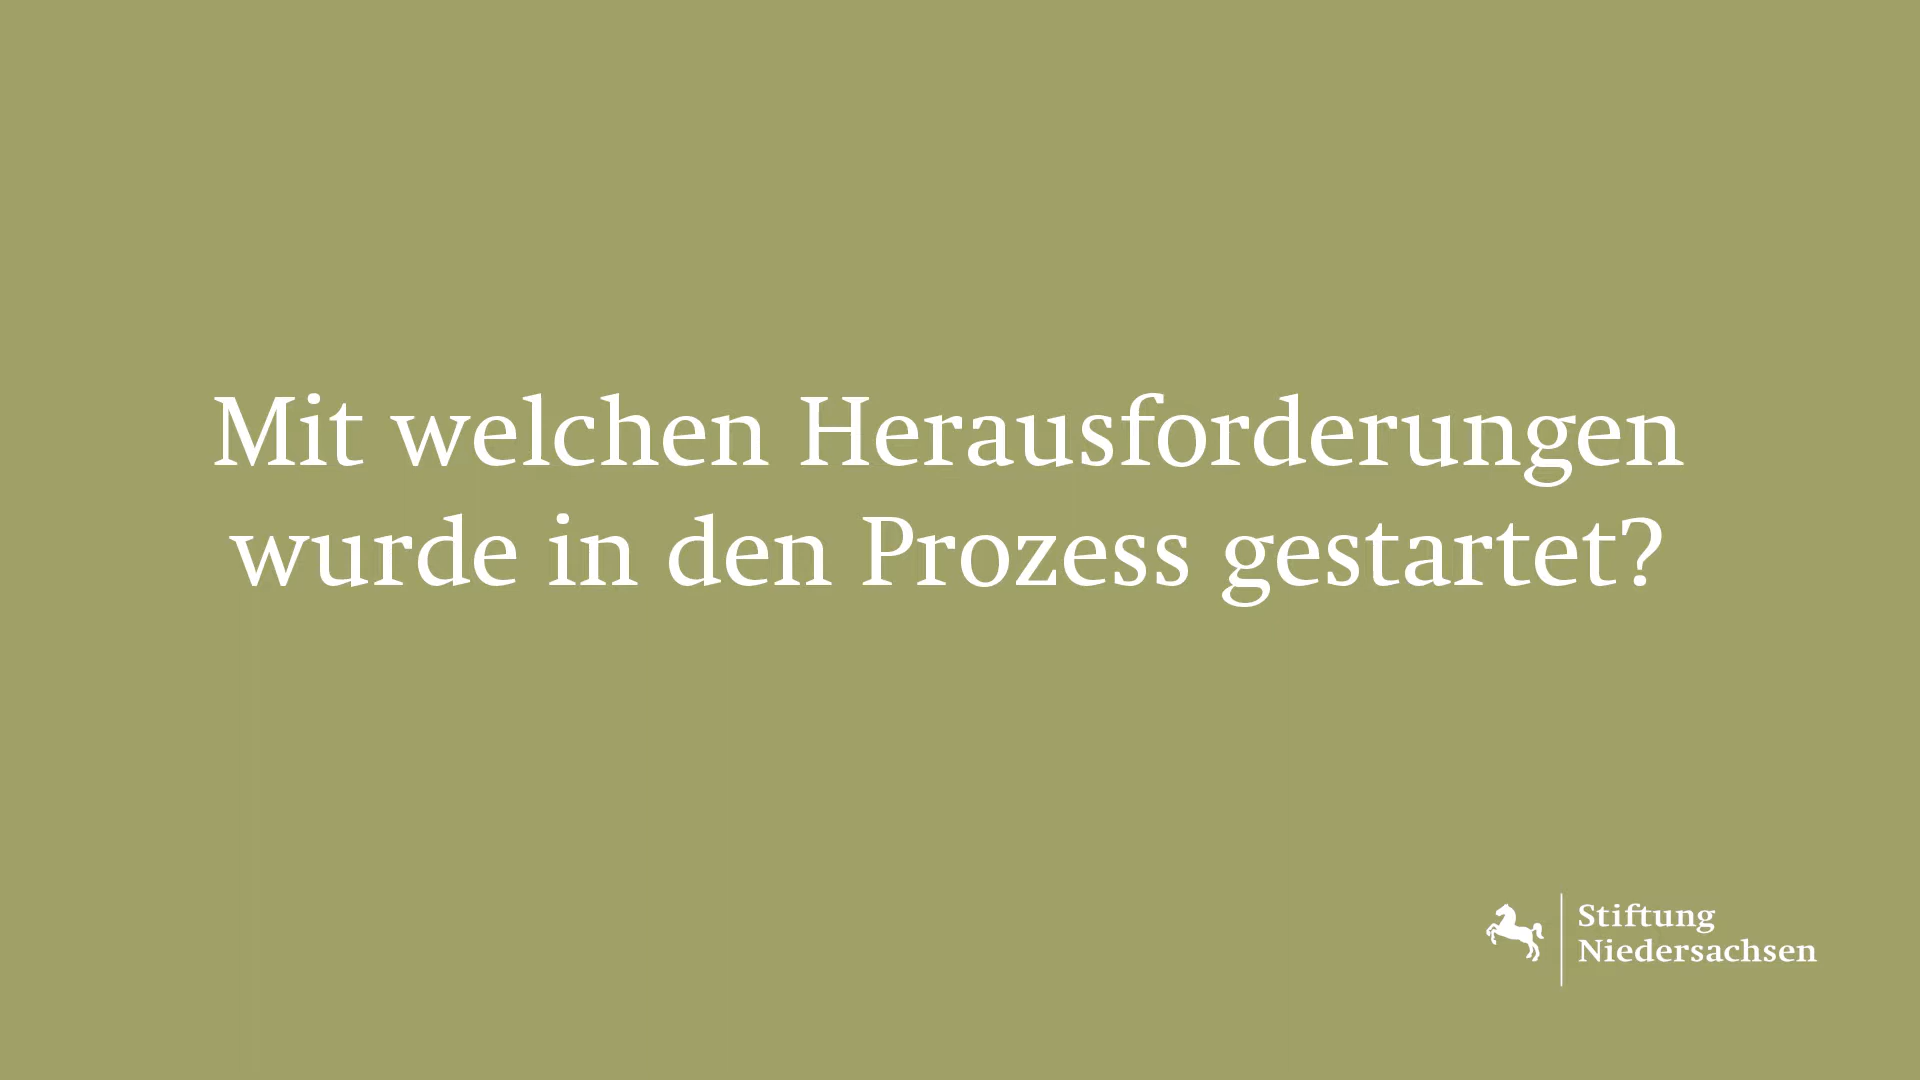 Mit welchen Herausforderungen
wurde in den Prozess gestartet?
Stiftung
Niedersachsen